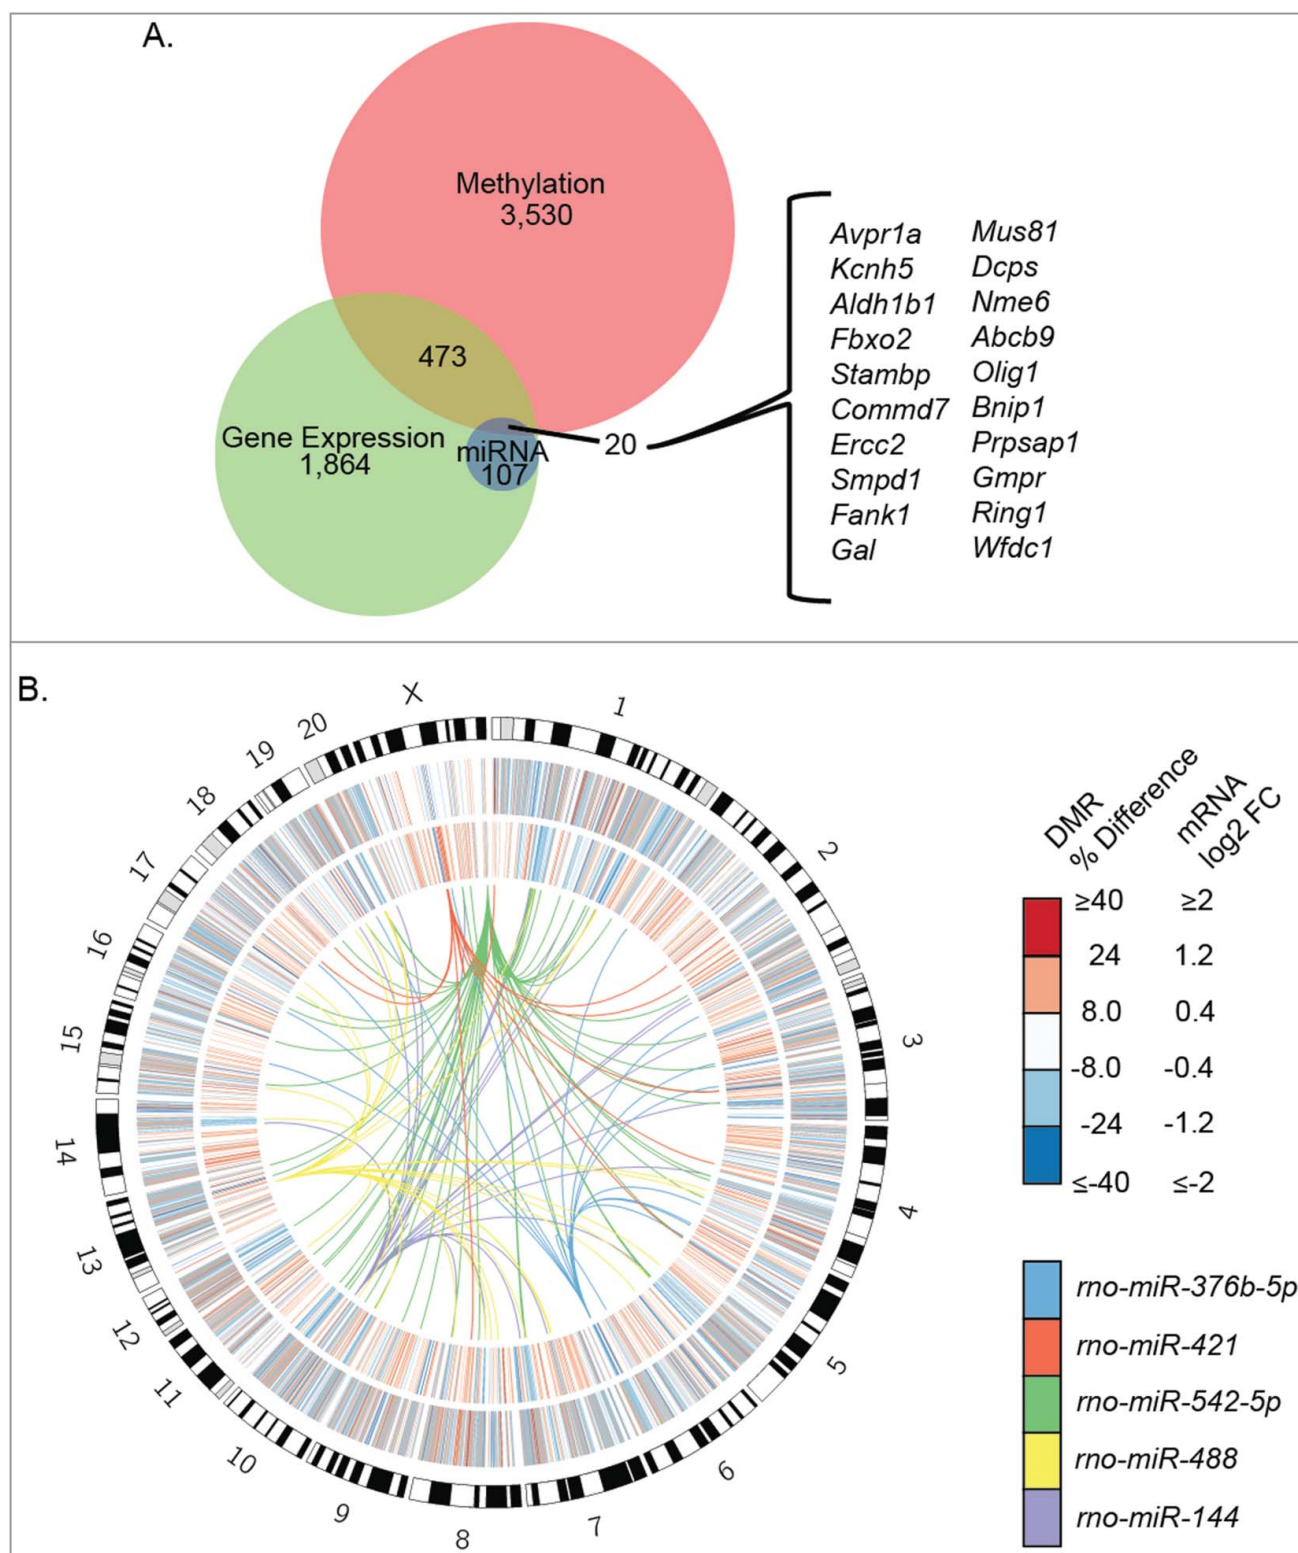 A.
Methylation
3,530
473
Gene Expression
1,864
miRNA
107
20
Avpr1a
Kcnh5
Aldh1b1
Fbxo2
Stambp
Commd7
Ercc2
Smpd1
Fank1
Gal
Mus81
Dcps
Nme6
Abcb9
Olig1
Bnip1
Prpsap1
Gmpr
Ring1
Wfdc1
B.
X
1
2
3
4
5
6
7
8
9
10
11
12
13
14
15
16
17
18
19
20
DMR
% Difference
mRNA
log2 FC
≥40 ≥2
24 1.2
8.0 0.4
-8.0 -0.4
-24 -1.2
≤-40 ≤-2
rno-miR-376b-5p
rno-miR-421
rno-miR-542-5p
rno-miR-488
rno-miR-144